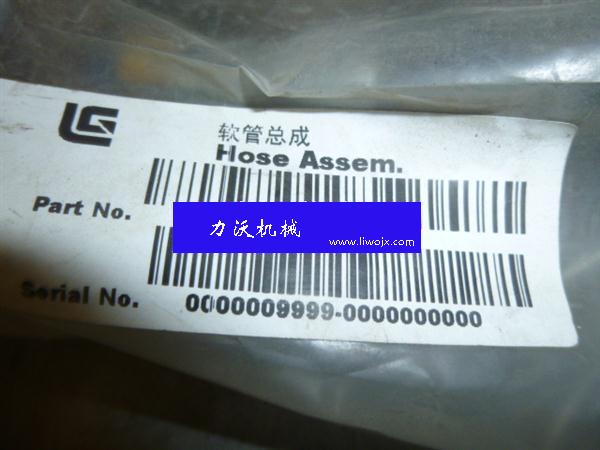 LG
软管总成
Hose Assem.
Part No.
力沃机械
www.liwojx.com
Serial No. 0000009999-0000000000